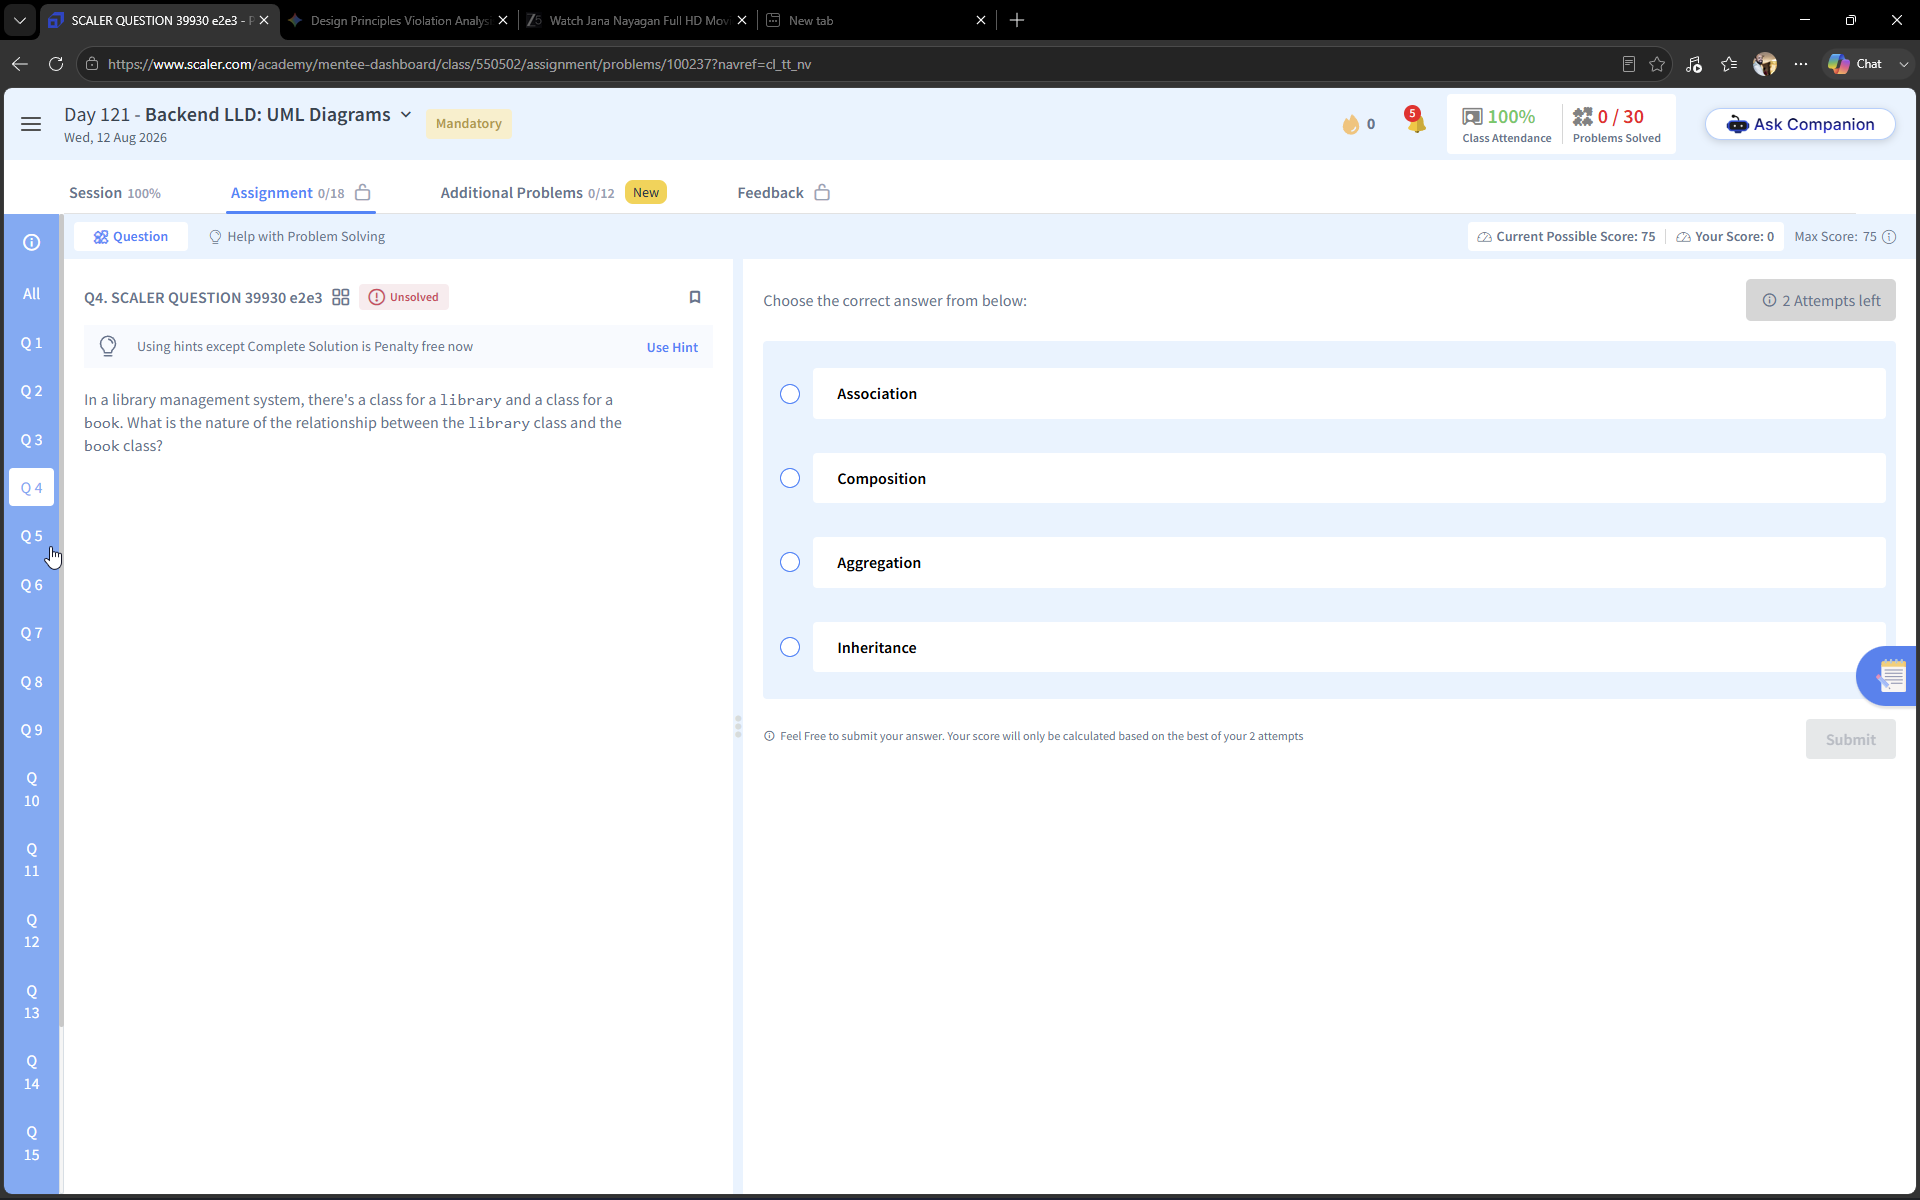 SCALER QUESTION 39930 e2e3 - P
Design Principles Violation Analysi
Watch Jana Nayagan Full HD Movi
New tab
https://www.scaler.com/academy/mentee-dashboard/class/550502/assignment/problems/100237?navref=cl_tt_nv
Chat
Day 121 - Backend LLD: UML Diagrams
Mandatory
Wed, 12 Aug 2026
0
5
100%
Class Attendance
0 / 30
Problems Solved
Ask Companion
Session 100%
Assignment 0/18
Additional Problems 0/12 New
Feedback
Question
Help with Problem Solving
Current Possible Score: 75
Your Score: 0
Max Score: 75
All
Q 1
Q 2
Q 3
Q 4
Q 5
Q 6
Q 7
Q 8
Q 9
Q
10
Q
11
Q
12
Q
13
Q
14
Q
15
Q4. SCALER QUESTION 39930 e2e3
Unsolved
Using hints except Complete Solution is Penalty free now
Use Hint
In a library management system, there's a class for a library and a class for a
book. What is the nature of the relationship between the library class and the
book class?
Choose the correct answer from below:
2 Attempts left
Association
Composition
Aggregation
Inheritance
Feel Free to submit your answer. Your score will only be calculated based on the best of your 2 attempts
Submit